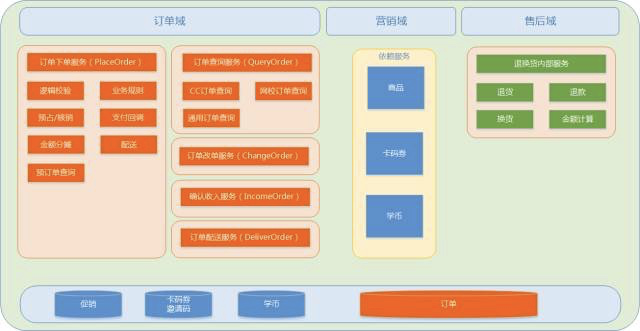 订单域
营销域
售后域
订单下单服务（PlaceOrder）
逻辑校验
业务规则
预占/核销
支付回调
金额分摊
配送
预订单查询
订单查询服务（QueryOrder）
CC订单查询
网校订单查询
通用订单查询
订单改单服务（ChangeOrder）
确认收入服务（IncomeOrder）
订单配送服务（DeliverOrder）
依赖服务
商品
卡码券
学币
退换货内部服务
退货
退款
换货
金额计算
促销
卡码券
邀请码
学币
订单